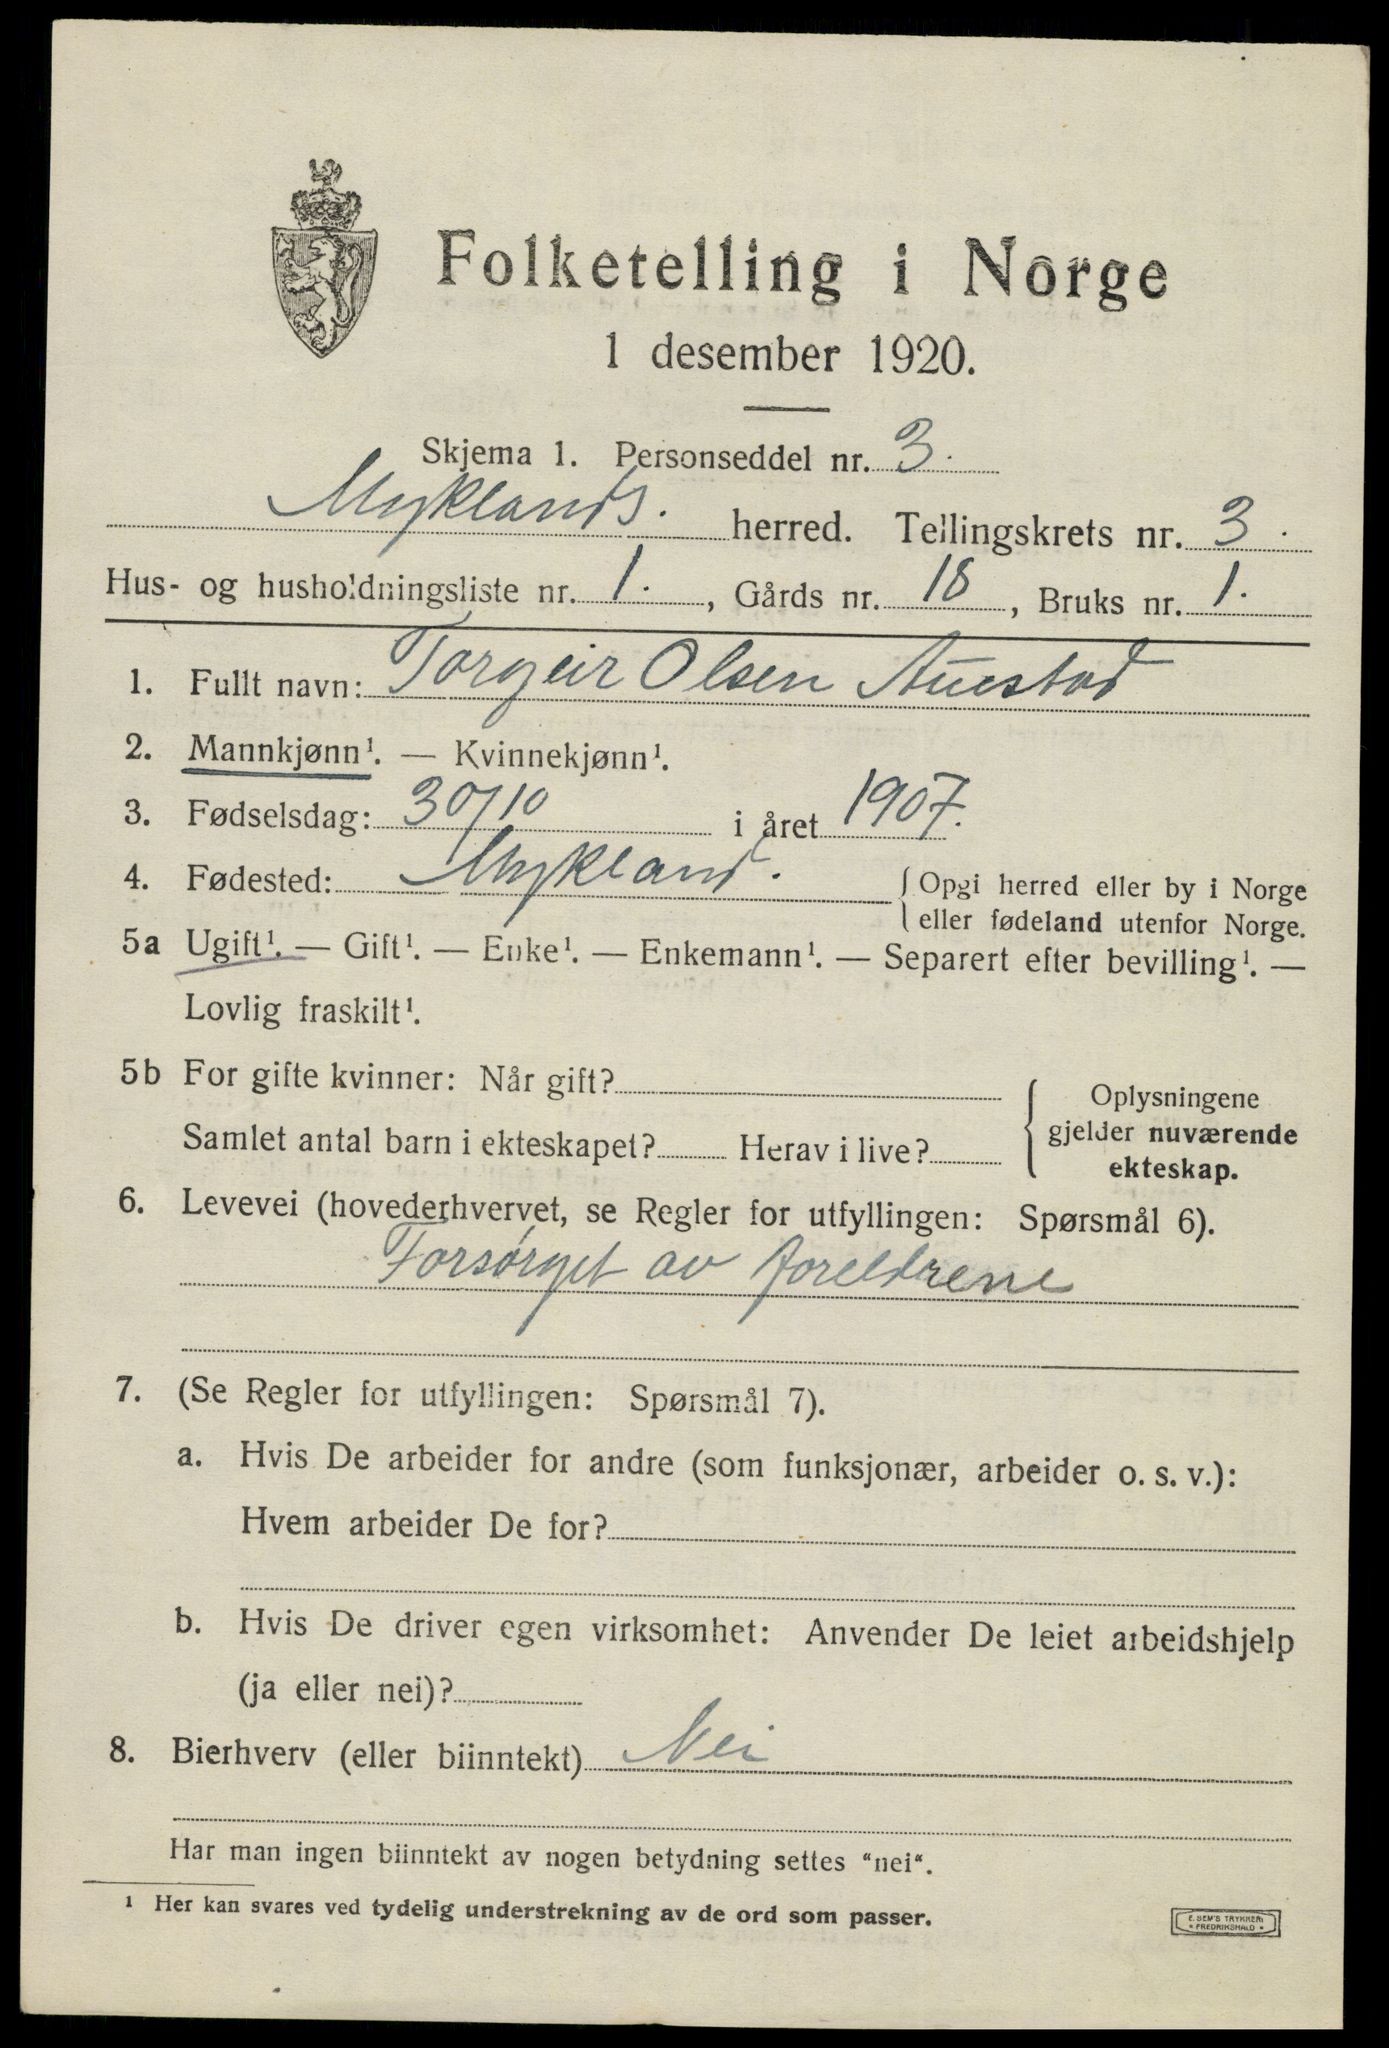 Folketelling i Norge
1 desember 1920.
Skjema 1. Personseddel nr. 3.
Myklands. herred. Tellingskrets nr. 3.
Hus- og husholdningsliste nr. 1., Gårds nr. 18, Bruks nr. 1.
1. Fullt navn: Torgeir Olsen Auestad
2. Mannkjønn¹. — Kvinnekjønn¹.
3. Fødselsdag: 30/10 i året 1907.
4. Fødested: Mykland. {Opgi herred eller by i Norge
eller fødeland utenfor Norge.
5a Ugift¹. — Gift¹. — Enke¹. — Enkemann¹. — Separert efter bevilling¹. —
Lovlig fraskilt¹.
5b For gifte kvinner: Når gift?
Samlet antal barn i ekteskapet? Herav i live?
Oplysningene
gjelder nuværende
ekteskap.
6. Levevei (hovederhvervet, se Regler for utfyllingen: Spørsmål 6).
Forsørget av foreldrene
7. (Se Regler for utfyllingen: Spørsmål 7).
a. Hvis De arbeider for andre (som funksjonær, arbeider o. s. v.):
Hvem arbeider De for?
b. Hvis De driver egen virksomhet: Anvender De leiet arbeidshjelp
(ja eller nei)?
8. Bierhverv (eller biinntekt) Nei
Har man ingen biinntekt av nogen betydning settes "nei".
¹ Her kan svares ved tydelig understrekning av de ord som passer.
E. SEM'S TRYKKERI
* FREDRIKSHALD *